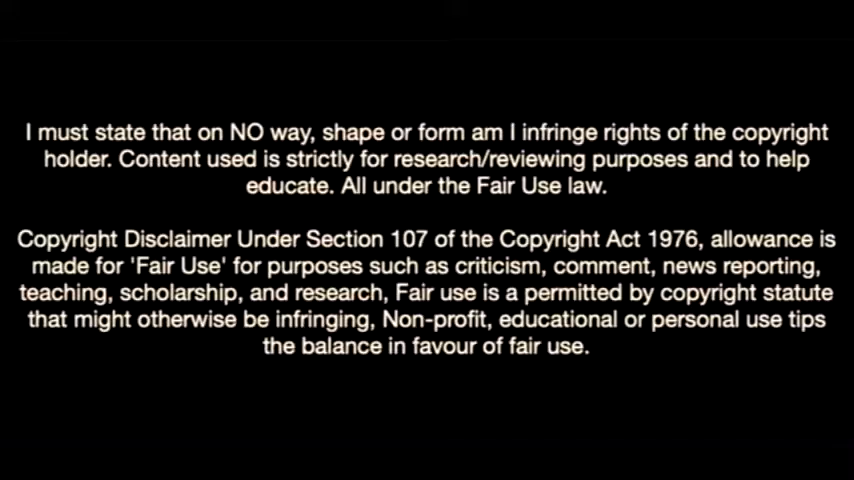 I must state that on NO way, shape or form am I infringe rights of the copyright
holder. Content used is strictly for research/reviewing purposes and to help
educate. All under the Fair Use law.
Copyright Disclaimer Under Section 107 of the Copyright Act 1976, allowance is
made for 'Fair Use' for purposes such as criticism, comment, news reporting,
teaching, scholarship, and research, Fair use is a permitted by copyright statute
that might otherwise be infringing, Non-profit, educational or personal use tips
the balance in favour of fair use.